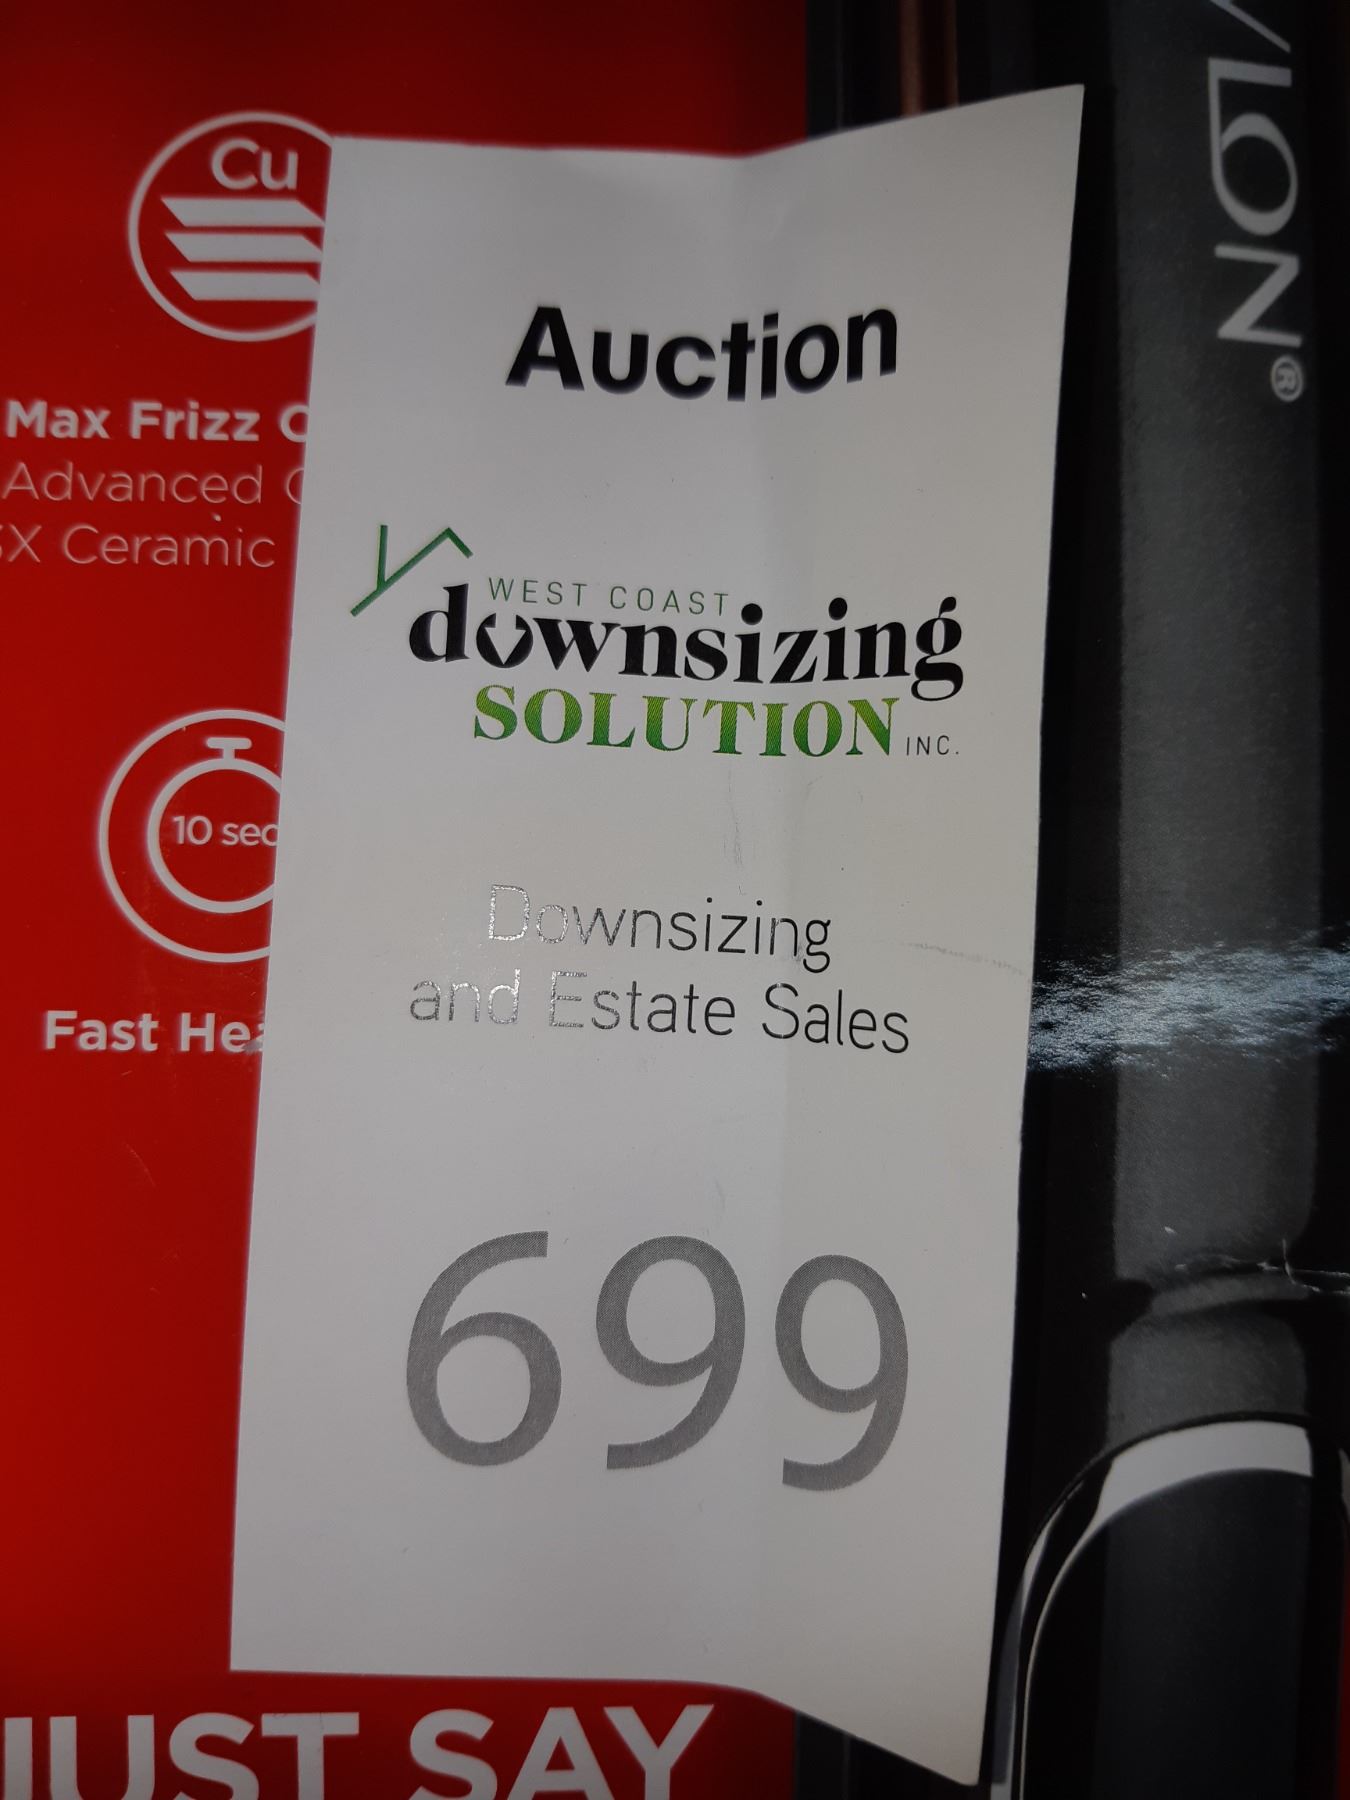 Cu
Max Frizz
Advanced
Ceramic
10 sec
Fast
JUST SAY
Auction
WEST COAST
downsizing
SOLUTION INC.
Downsizing
and Estate Sales
699
®